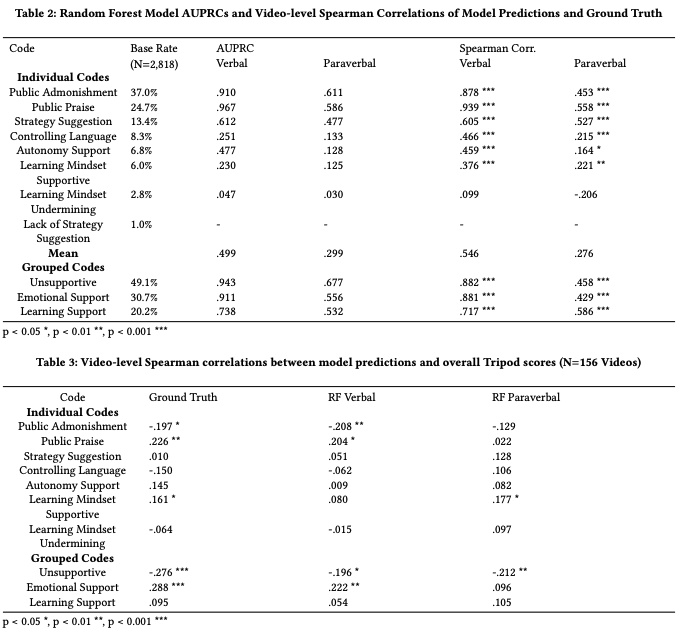 Table 2: Random Forest Model AUPRCs and Video-level Spearman Correlations of Model Predictions and Ground Truth
Code Base Rate AUPRC Spearman Corr.
(N=2,818) Verbal Paraverbal Verbal Paraverbal
Individual Codes
Public Admonishment 37.0% .910 .611 .878 *** .453 ***
Public Praise 24.7% .967 .586 .939 *** .558 ***
Strategy Suggestion 13.4% .612 .477 .605 *** .527 ***
Controlling Language 8.3% .251 .133 .466 *** .215 ***
Autonomy Support 6.8% .477 .128 .459 *** .164 *
Learning Mindset 6.0% .230 .125 .376 *** .221 **
Supportive
Learning Mindset 2.8% .047 .030 .099 -.206
Undermining
Lack of Strategy 1.0% - - - -
Suggestion
Mean .499 .299 .546 .276
Grouped Codes
Unsupportive 49.1% .943 .677 .882 *** .458 ***
Emotional Support 30.7% .911 .556 .881 *** .429 ***
Learning Support 20.2% .738 .532 .717 *** .586 ***
p < 0.05 *, p < 0.01 **, p < 0.001 ***
Table 3: Video-level Spearman correlations between model predictions and overall Tripod scores (N=156 Videos)
Code Ground Truth RF Verbal RF Paraverbal
Individual Codes
Public Admonishment -.197 * -.208 ** -.129
Public Praise .226 ** .204 * .022
Strategy Suggestion .010 .051 .128
Controlling Language -.150 -.062 .106
Autonomy Support .145 .009 .082
Learning Mindset .161 * .080 .177 *
Supportive
Learning Mindset -.064 -.015 .097
Undermining
Grouped Codes
Unsupportive -.276 *** -.196 * -.212 **
Emotional Support .288 *** .222 ** .096
Learning Support .095 .054 .105
p < 0.05 *, p < 0.01 **, p < 0.001 ***